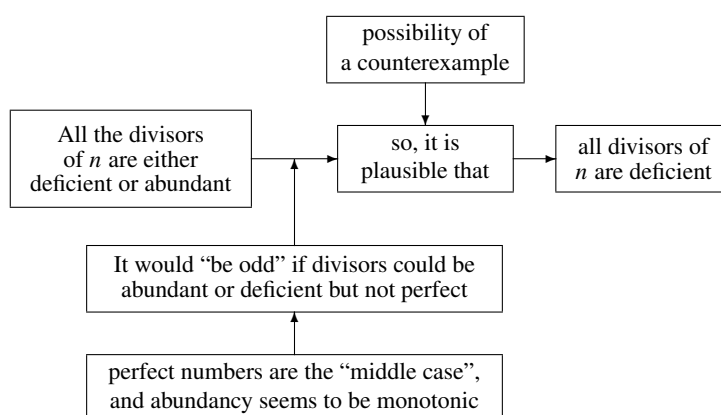 possibility of
a counterexample
All the divisors
of n are either
deficient or abundant
so, it is
plausible that
all divisors of
n are deficient
It would “be odd” if divisors could be
abundant or deficient but not perfect
perfect numbers are the “middle case”,
and abundancy seems to be monotonic